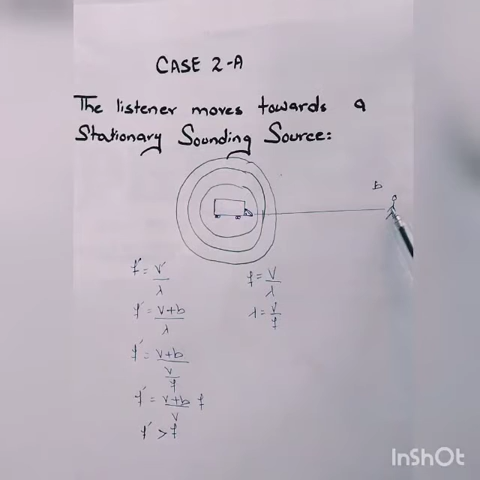 CASE 2-A
The listener moves towards a
Stationary Sounding Source:
b
f' = v'/λ
f = v/λ
f' = v+b/λ
λ = v/f
f' = v+b/v/f
f' = v+b/v f
f' > f
InShOt